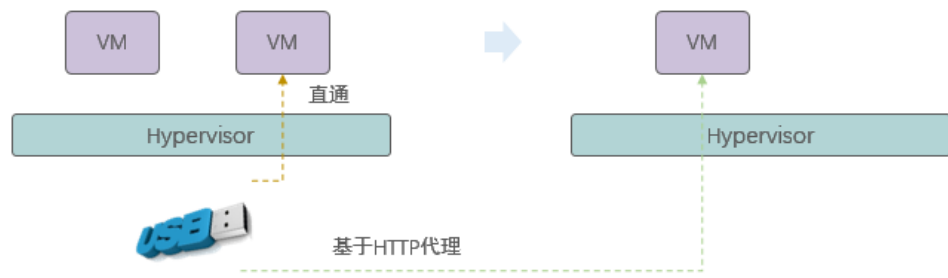 VM
VM
VM
直通
Hypervisor
Hypervisor
USB
基于HTTP代理